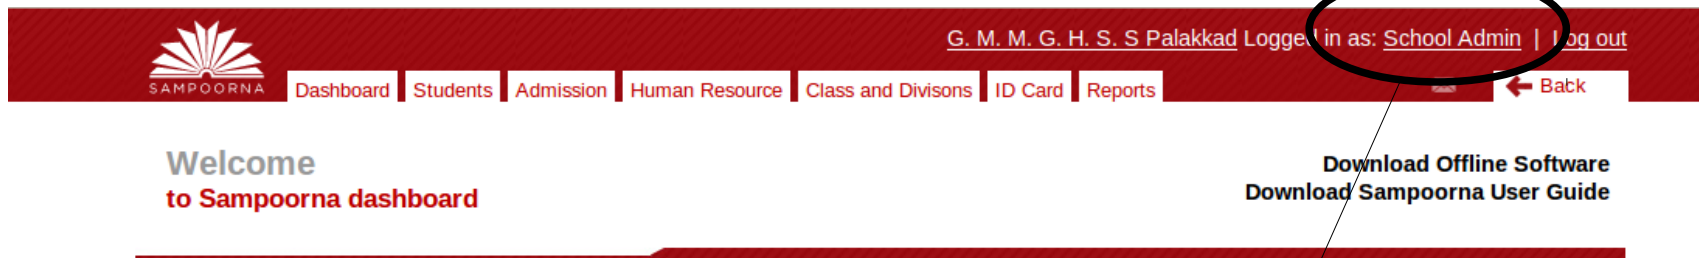 G. M. M. G. H. S. S Palakkad Logged in as: School Admin | Log out
SAMPOORNA
Dashboard Students Admission Human Resource Class and Divisons ID Card Reports Back
Welcome
to Sampoorna dashboard
Download Offline Software
Download Sampoorna User Guide